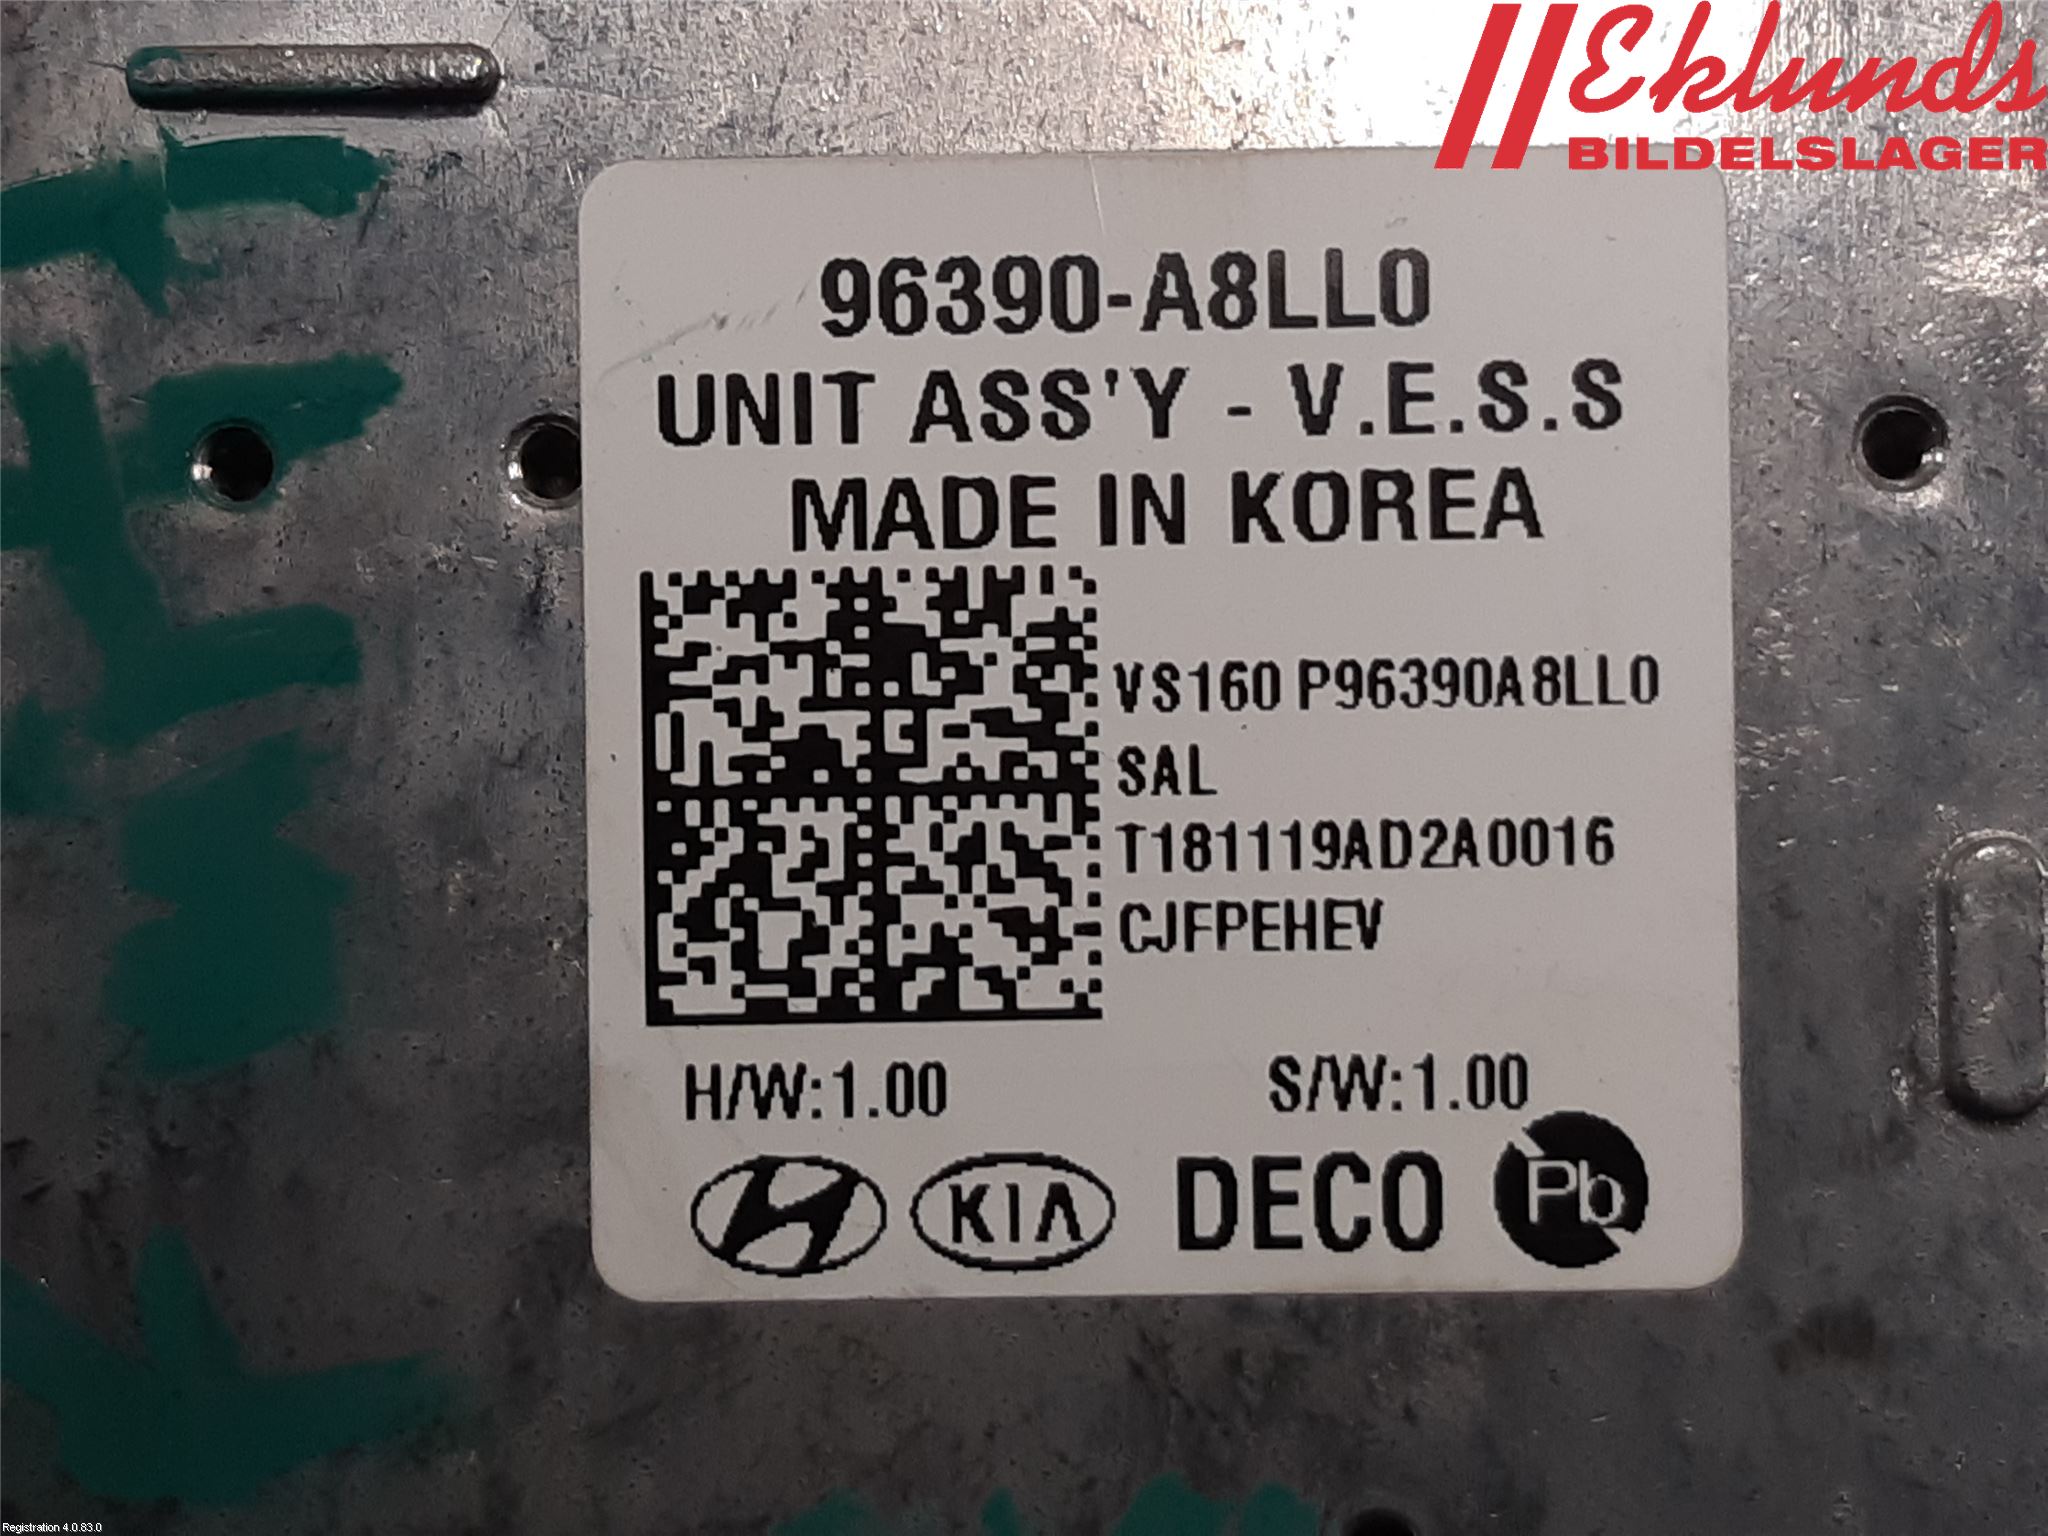 Eklunds
BILDELSLAGER
96390-A8LL0
UNIT ASS'Y - V.E.S.S
MADE IN KOREA
VS160 P96390A8LL0
SAL
T181119AD2A0016
CJFPEHEV
H/W:1.00 S/W:1.00
KIA DECO Pb
Registration 4.0.83.0